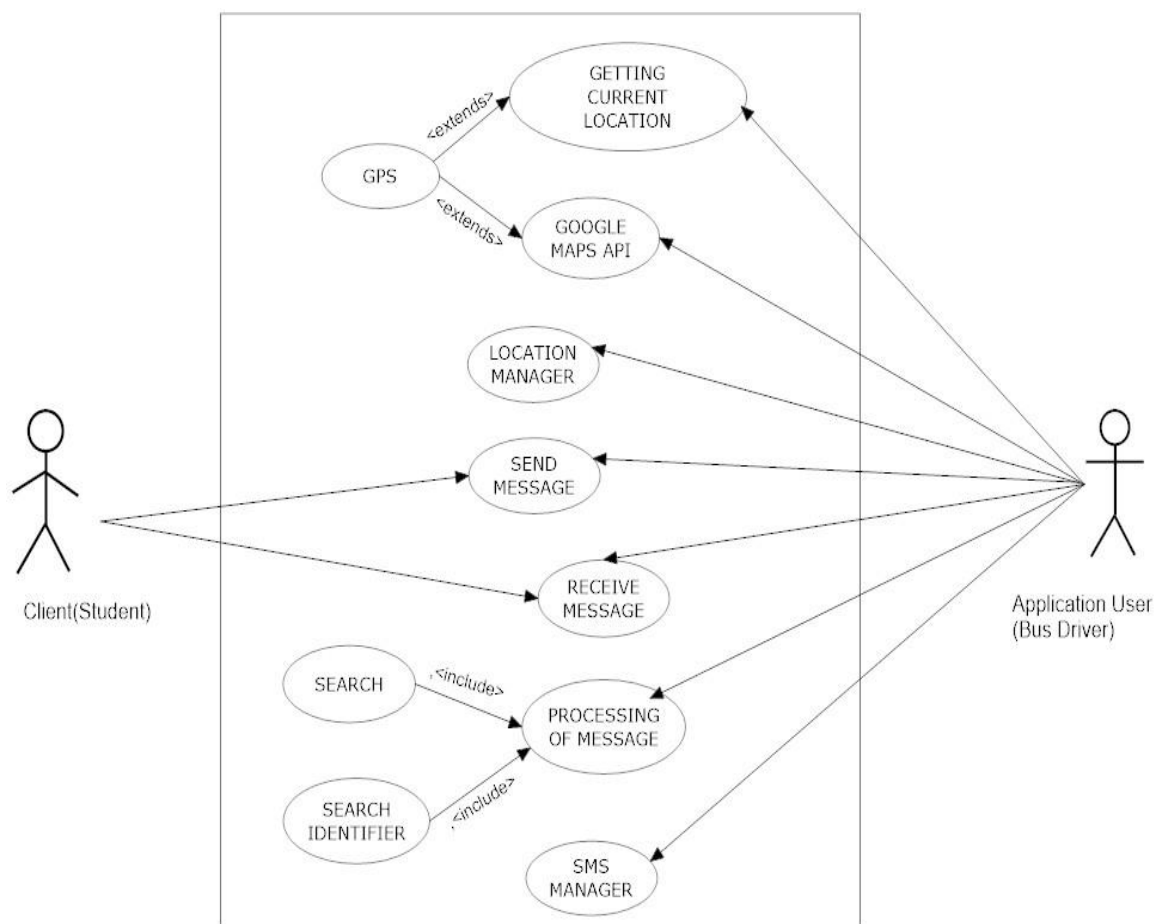 GETTING
CURRENT
LOCATION
<extends>
GPS
<extends>
GOOGLE
MAPS API
LOCATION
MANAGER
SEND
MESSAGE
RECEIVE
MESSAGE
Client(Student)
Application User
(Bus Driver)
SEARCH
,<include>
PROCESSING
OF MESSAGE
SEARCH
IDENTIFIER
,<include>
SMS
MANAGER